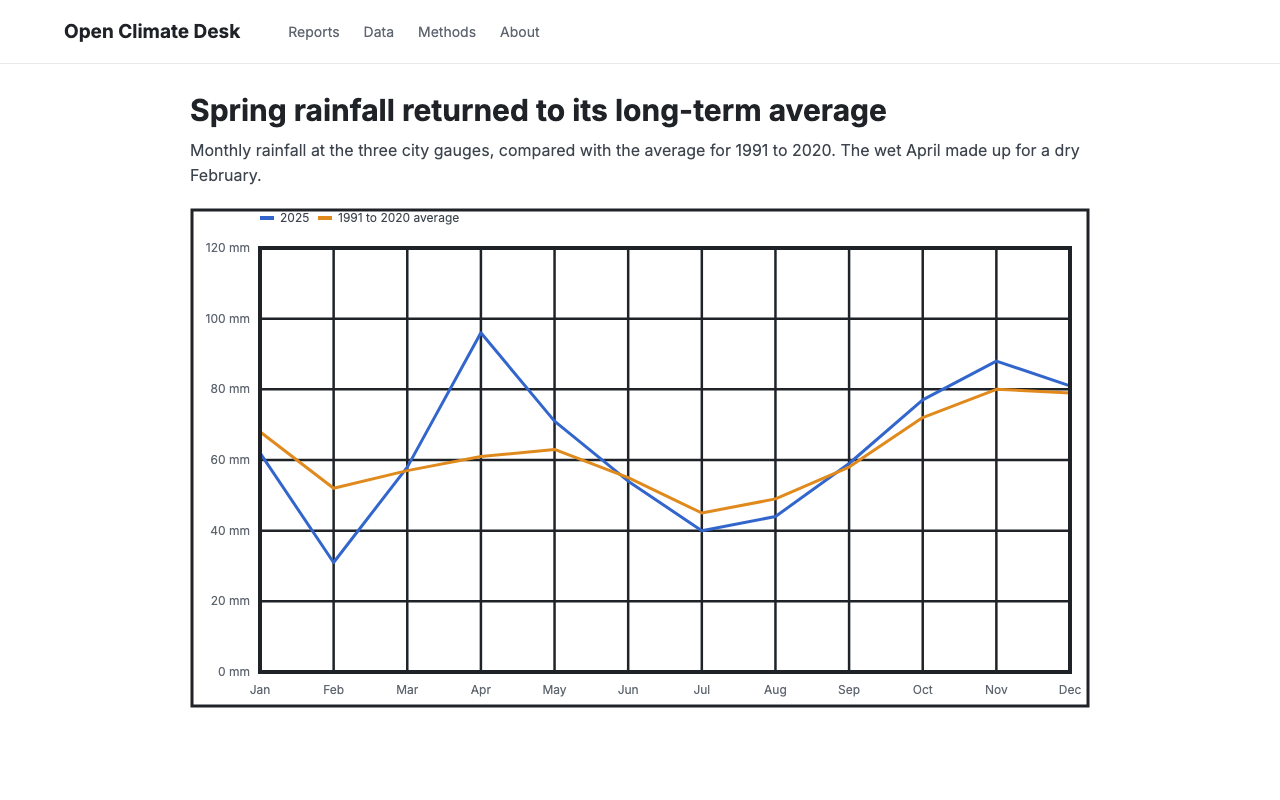 Open Climate Desk Reports Data Methods About
Spring rainfall returned to its long-term average
Monthly rainfall at the three city gauges, compared with the average for 1991 to 2020. The wet April made up for a dry
February.
2025 1991 to 2020 average
120 mm
100 mm
80 mm
60 mm
40 mm
20 mm
0 mm
Jan Feb Mar Apr May Jun Jul Aug Sep Oct Nov Dec